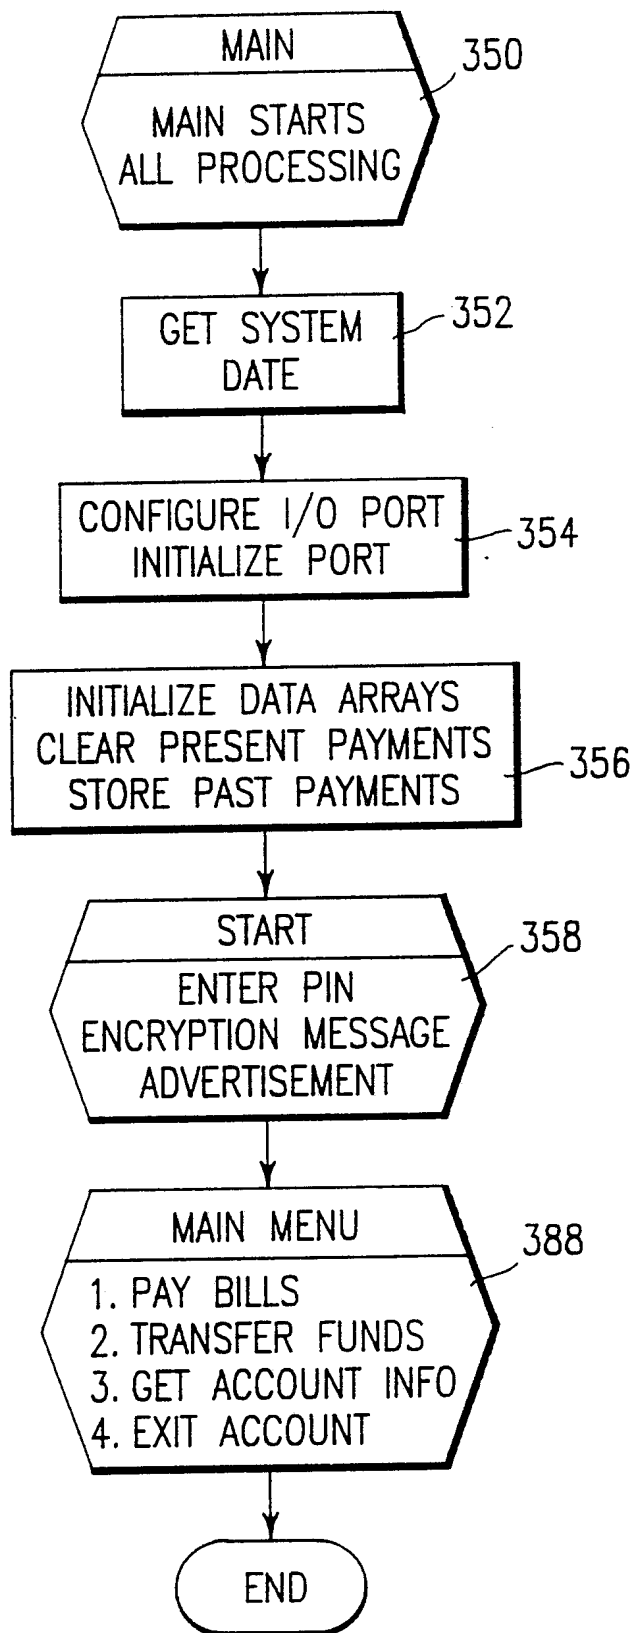 MAIN
350
MAIN STARTS
ALL PROCESSING
GET SYSTEM
DATE
352
CONFIGURE I/O PORT
INITIALIZE PORT
354
INITIALIZE DATA ARRAYS
CLEAR PRESENT PAYMENTS
STORE PAST PAYMENTS
356
START
358
ENTER PIN
ENCRYPTION MESSAGE
ADVERTISEMENT
MAIN MENU
388
1. PAY BILLS
2. TRANSFER FUNDS
3. GET ACCOUNT INFO
4. EXIT ACCOUNT
END